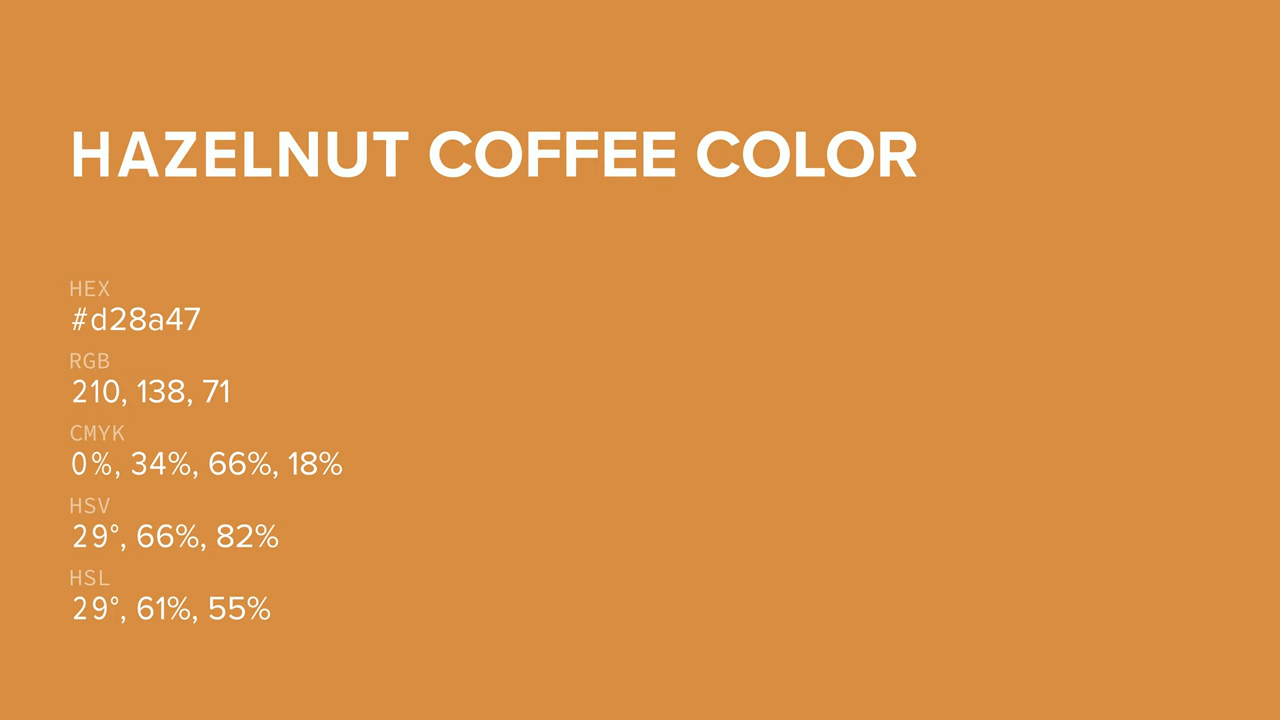 HAZELNUT COFFEE COLOR
HEX
#d28a47
RGB
210, 138, 71
CMYK
0%, 34%, 66%, 18%
HSV
29°, 66%, 82%
HSL
29°, 61%, 55%